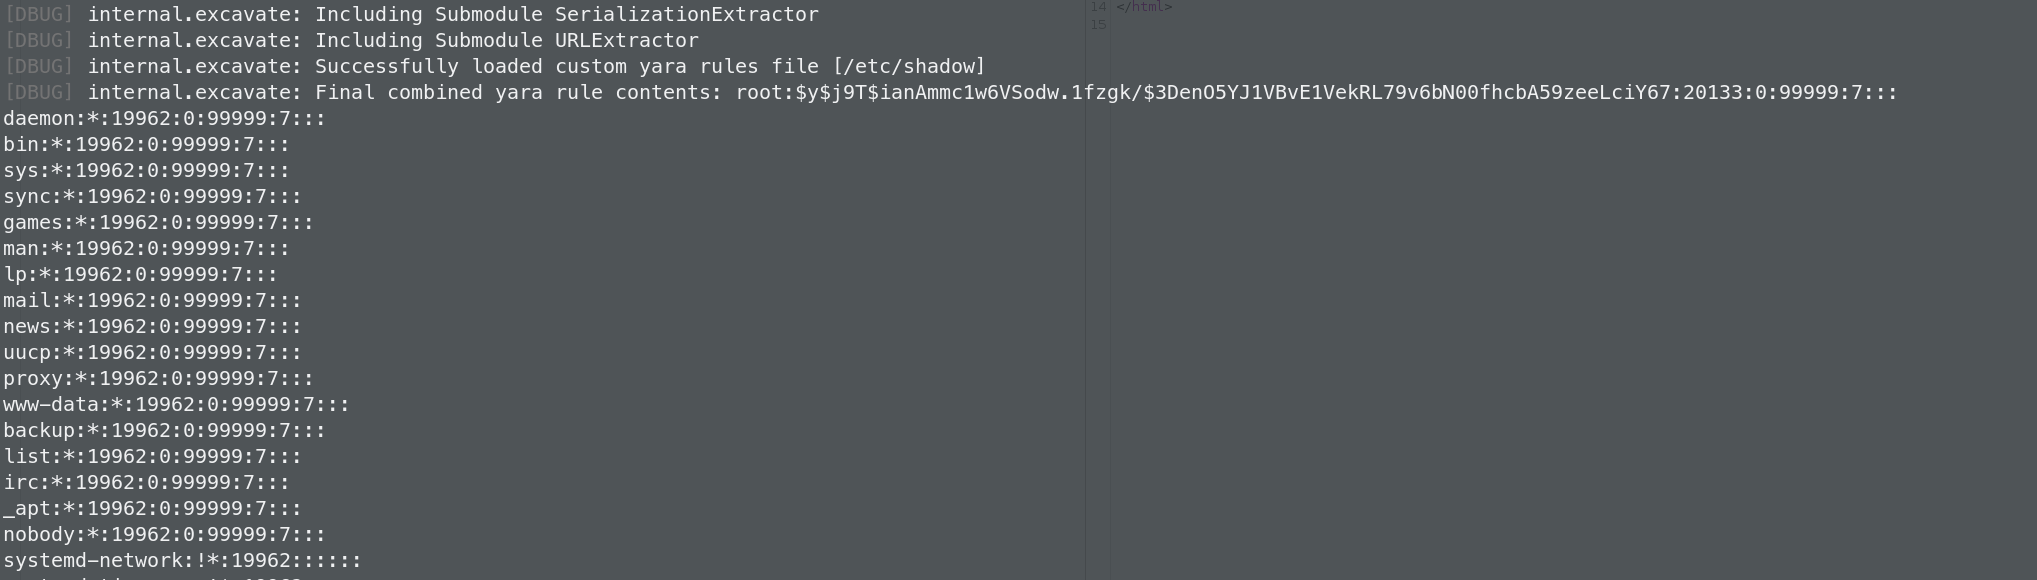 [DBUG] internal.excavate: Including Submodule SerializationExtractor
[DBUG] internal.excavate: Including Submodule URLExtractor
[DBUG] internal.excavate: Successfully loaded custom yara rules file [/etc/shadow]
[DBUG] internal.excavate: Final combined yara rule contents: root:$y$j9T$ianAmmc1w6VSodw.1fzgk/$3DenO5YJ1VBvE1VekRL79v6bN00fhcbA59zeeLciY67:20133:0:99999:7:::
daemon:*:19962:0:99999:7:::
bin:*:19962:0:99999:7:::
sys:*:19962:0:99999:7:::
sync:*:19962:0:99999:7:::
games:*:19962:0:99999:7:::
man:*:19962:0:99999:7:::
lp:*:19962:0:99999:7:::
mail:*:19962:0:99999:7:::
news:*:19962:0:99999:7:::
uucp:*:19962:0:99999:7:::
proxy:*:19962:0:99999:7:::
www-data:*:19962:0:99999:7:::
backup:*:19962:0:99999:7:::
list:*:19962:0:99999:7:::
irc:*:19962:0:99999:7:::
_apt:*:19962:0:99999:7:::
nobody:*:19962:0:99999:7:::
systemd-network:!*:19962::::::
14 </html>
15